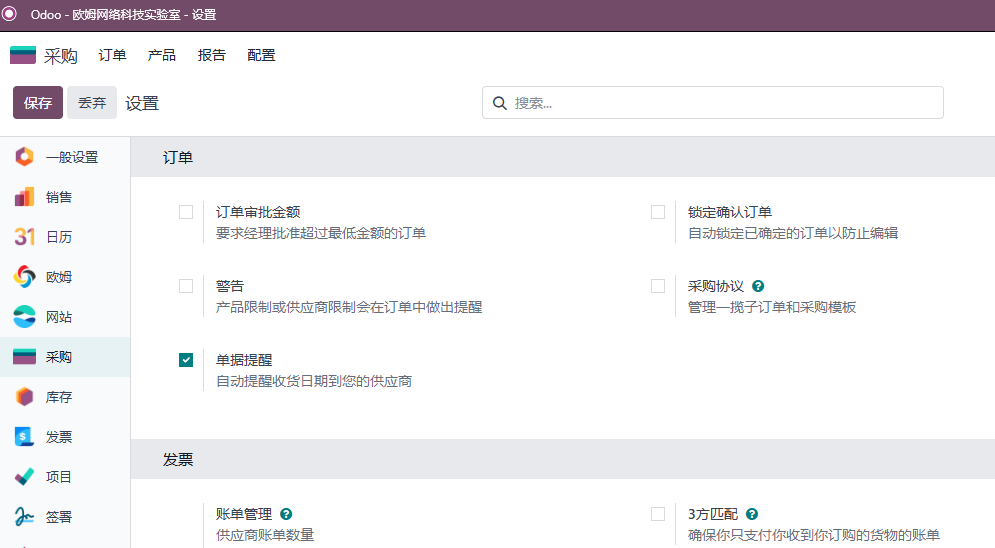 Odoo - 欧姆网络科技实验室 - 设置
采购 订单 产品 报告 配置
保存 丢弃 设置 搜索...
一般设置
销售
31 日历
欧姆
网站
采购
库存
$ 发票
项目
签署
订单
订单审批金额
要求经理批准超过最低金额的订单
锁定确认订单
自动锁定已确定的订单以防止编辑
警告
产品限制或供应商限制会在订单中做出提醒
采购协议 ?
管理一揽子订单和采购模板
单据提醒
自动提醒收货日期到您的供应商
发票
账单管理 ?
供应商账单数量
3方匹配 ?
确保你只支付你收到你订购的货物的账单